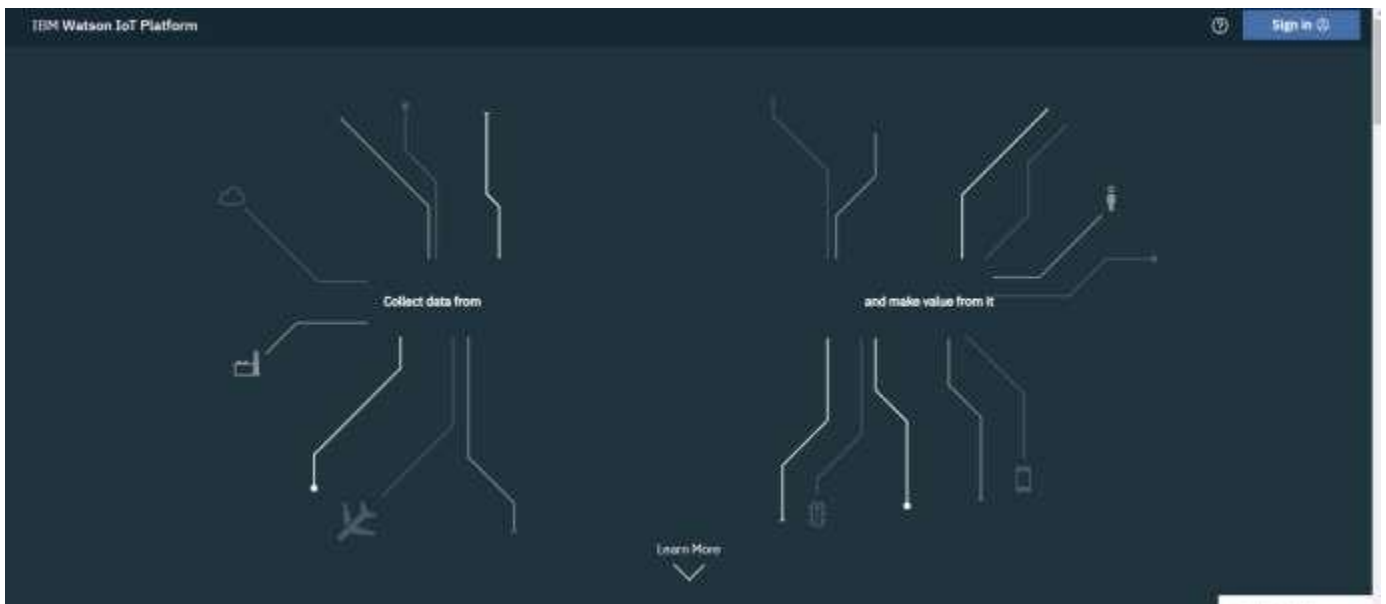 IBM Watson IoT Platform
Sign in
Collect data from
and make value from it
Learn More